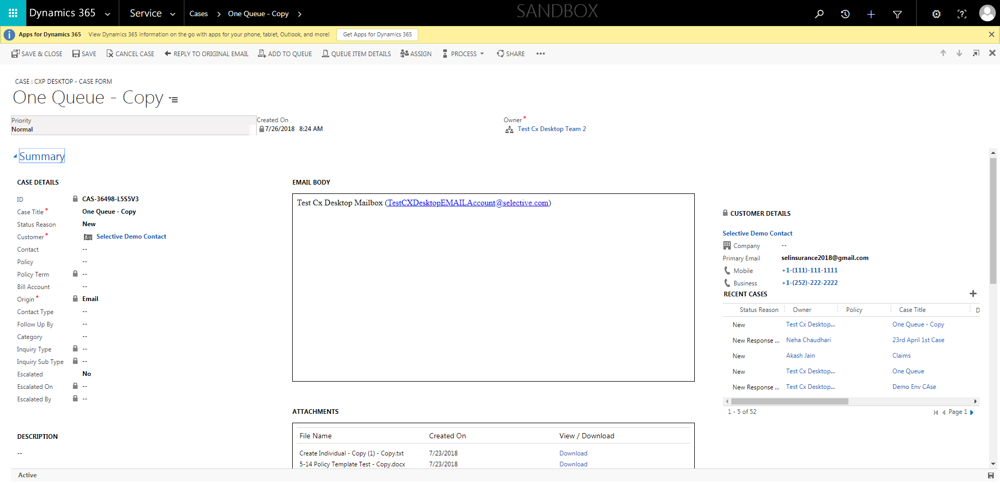 Dynamics 365 Service Cases One Queue - Copy SANDBOX
Apps for Dynamics 365 View Dynamics 365 information on the go with apps for your phone, tablet, Outlook, and more! Get Apps for Dynamics 365
SAVE & CLOSE SAVE CANCEL CASE REPLY TO ORIGINAL EMAIL ADD TO QUEUE QUEUE ITEM DETAILS ASSIGN PROCESS SHARE
CASE : CXP DESKTOP - CASE FORM
One Queue - Copy
Priority
Normal
Created On
7/26/2018 8:24 AM
Owner*
Test Cx Desktop Team 2
Summary
CASE DETAILS
ID CAS-36498-L5S5V3
Case Title* One Queue - Copy
Status Reason New
Customer* Selective Demo Contact
Contact --
Policy --
Policy Term --
Bill Account --
Origin* Email
Contact Type --
Follow Up By --
Category --
Inquiry Type --
Inquiry Sub Type --
Escalated No
Escalated On --
Escalated By --
DESCRIPTION
--
EMAIL BODY
Test Cx Desktop Mailbox (TestCXDesktopEMAILAccount@selective.com)
ATTACHMENTS
File Name Created On View / Download
Create Individual - Copy (1) - Copy.txt 7/23/2018 Download
5-14 Policy Template Test - Copy.docx 7/23/2018 Download
CUSTOMER DETAILS
Selective Demo Contact
Company --
Primary Email selinsurance2018@gmail.com
Mobile +1-(111)-111-1111
Business +1-(252)-222-2222
RECENT CASES
Status Reason Owner Policy Case Title D
New Test Cx Desktop... One Queue - Copy
New Response ... Neha Chaudhari 23rd April 1st Case
New Akash Jain Claims
New Test Cx Desktop... One Queue
New Response ... Test Cx Desktop... Demo Env CAse
1 - 5 of 52 Page 1
Active